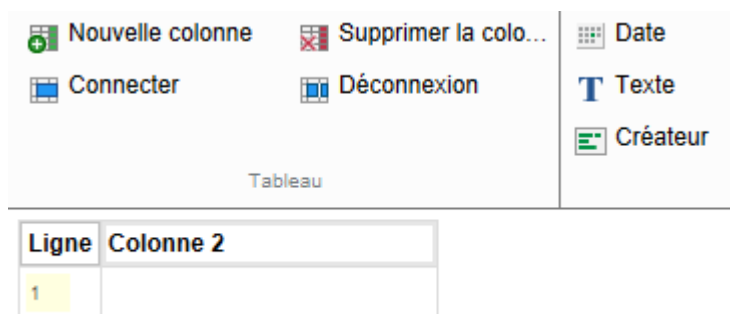 Nouvelle colonne Supprimer la colo... Date
Connecter Déconnexion Texte
Créateur
Tableau
Ligne Colonne 2
1